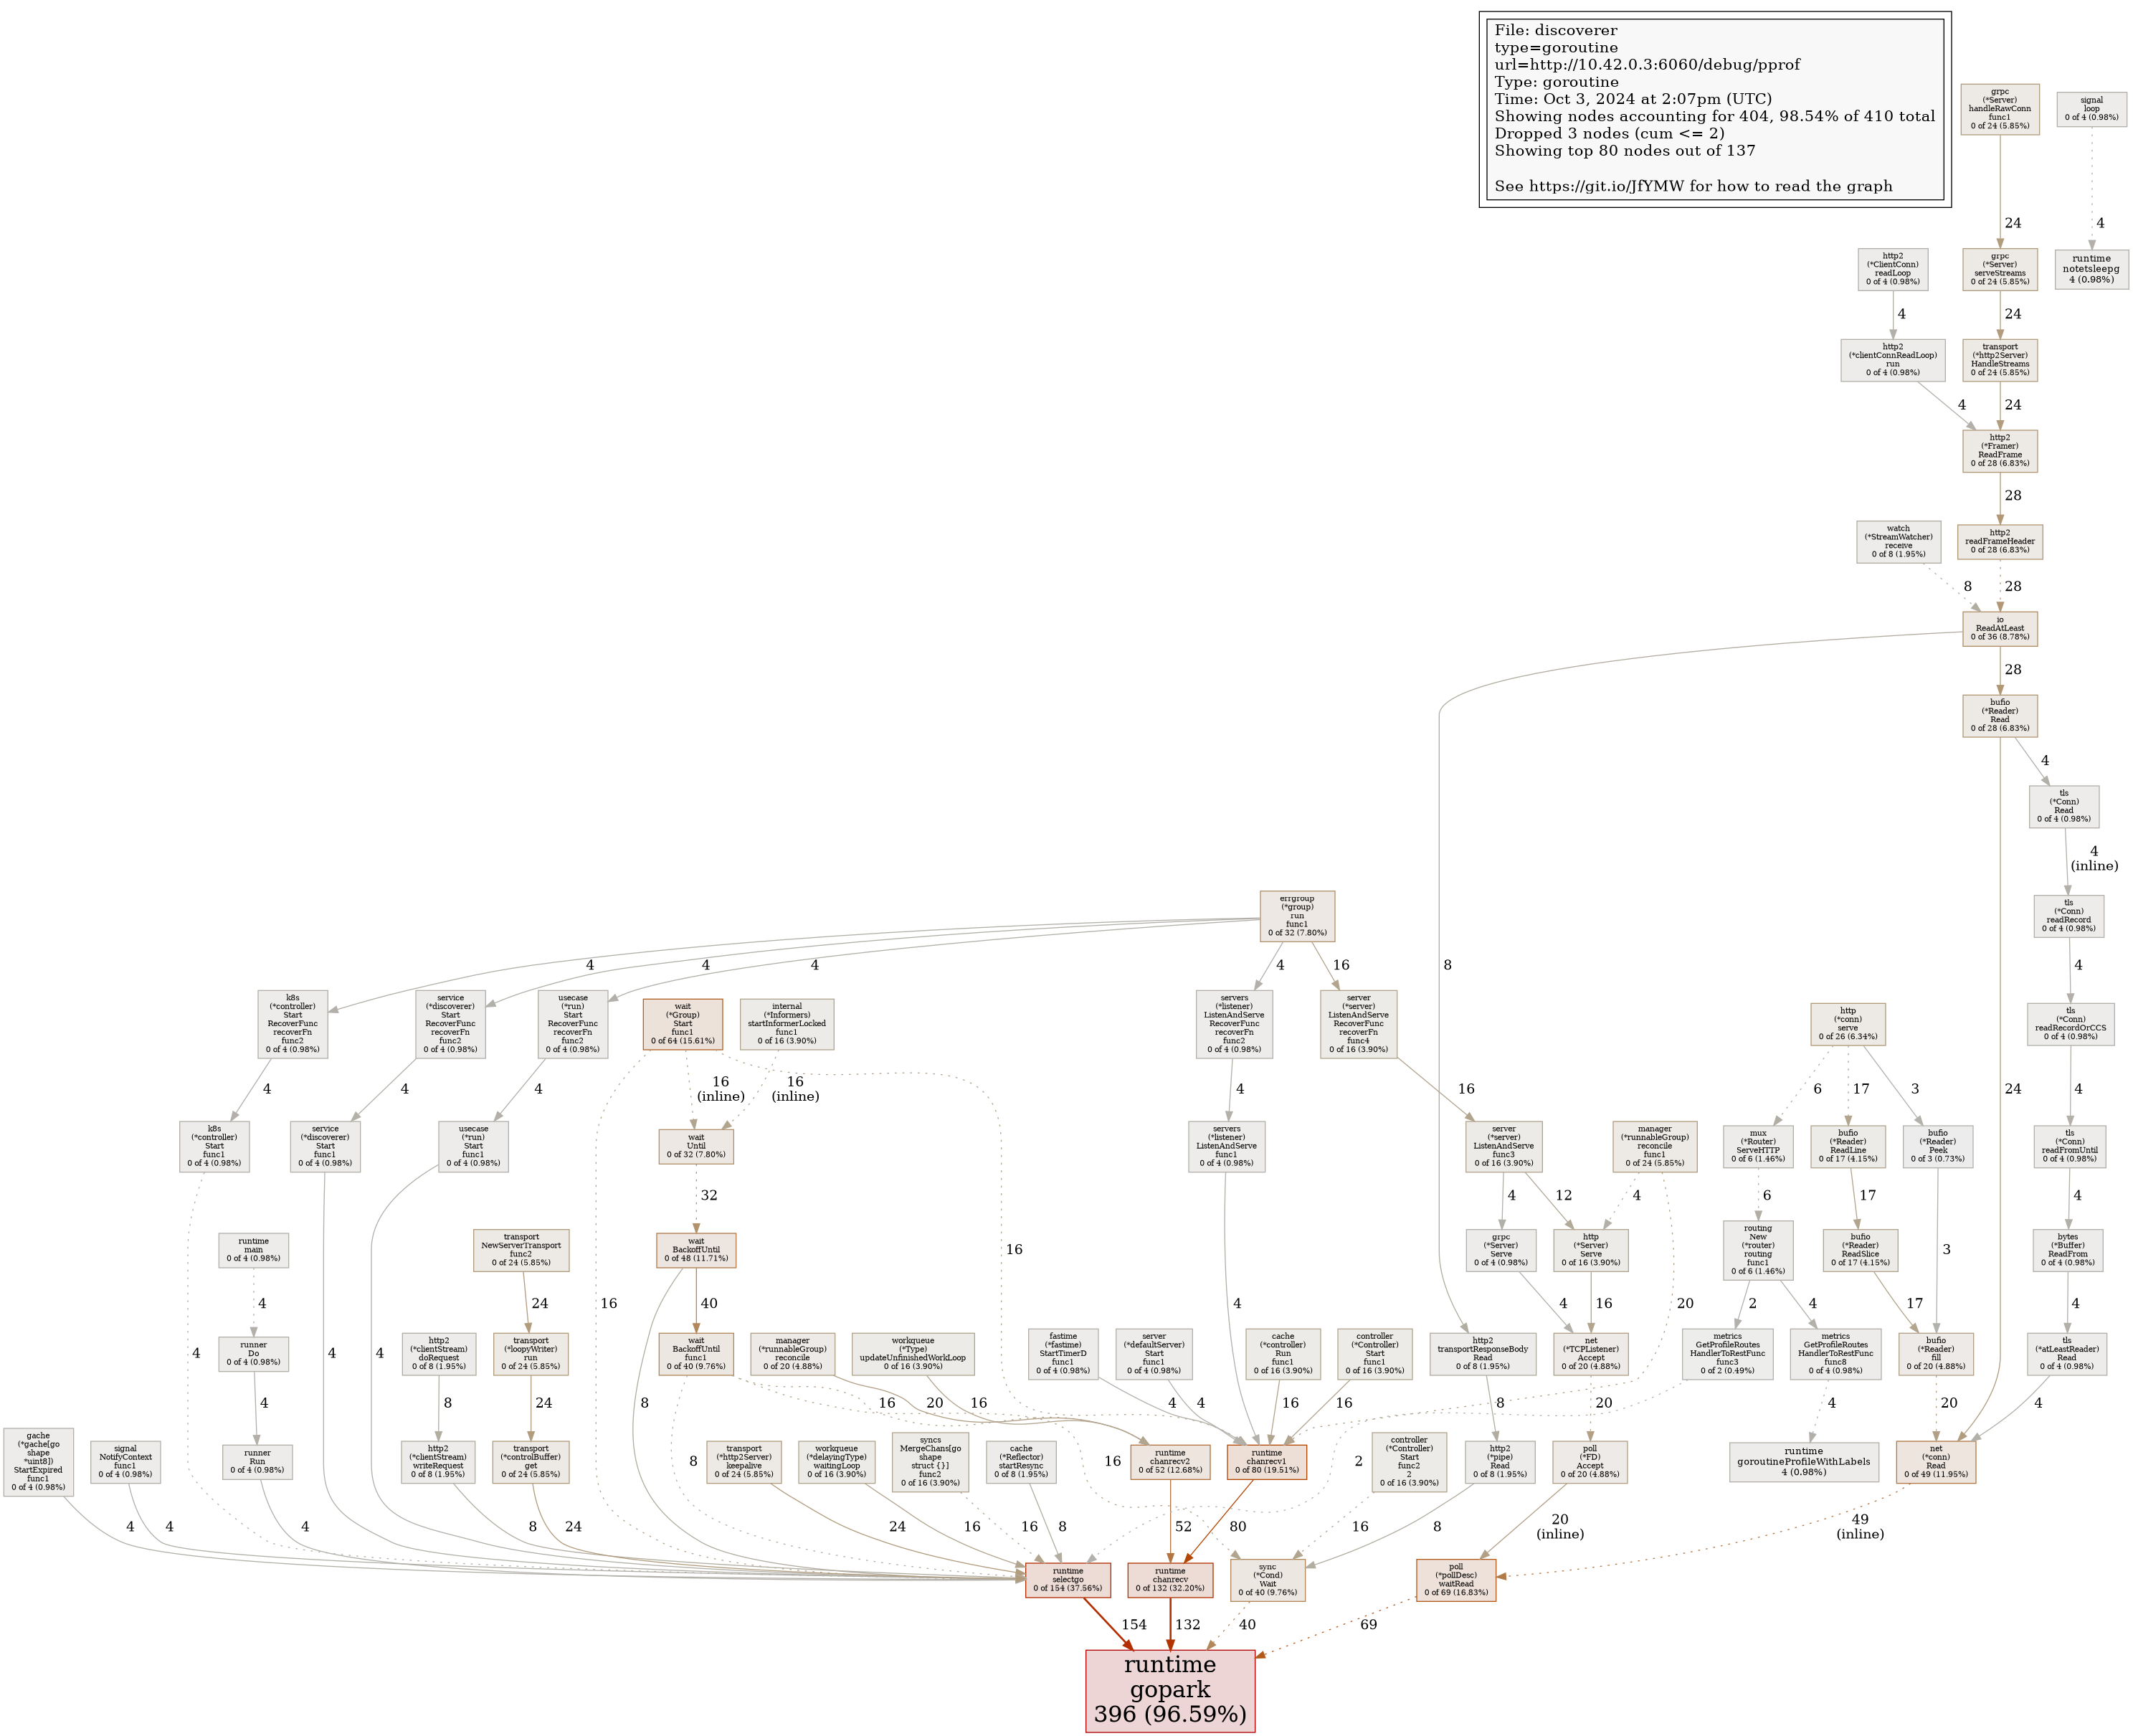 File: discoverer
type=goroutine
url=http://10.42.0.3:6060/debug/pprof
Type: goroutine
Time: Oct 3, 2024 at 2:07pm (UTC)
Showing nodes accounting for 404, 98.54% of 410 total
Dropped 3 nodes (cum <= 2)
Showing top 80 nodes out of 137
See https://git.io/JfYMW for how to read the graph
grpc
(*Server)
handleRawConn
func1
0 of 24 (5.85%)
signal
loop
0 of 4 (0.98%)
24
4
http2
(*ClientConn)
readLoop
0 of 4 (0.98%)
grpc
(*Server)
serveStreams
0 of 24 (5.85%)
runtime
notetsleepg
4 (0.98%)
4
24
http2
(*clientConnReadLoop)
run
0 of 4 (0.98%)
transport
(*http2Server)
HandleStreams
0 of 24 (5.85%)
4
24
http2
(*Framer)
ReadFrame
0 of 28 (6.83%)
28
watch
(*StreamWatcher)
receive
0 of 8 (1.95%)
http2
readFrameHeader
0 of 28 (6.83%)
8
28
io
ReadAtLeast
0 of 36 (8.78%)
28
bufio
(*Reader)
Read
0 of 28 (6.83%)
4
tls
(*Conn)
Read
0 of 4 (0.98%)
4
(inline)
errgroup
(*group)
run
func1
0 of 32 (7.80%)
tls
(*Conn)
readRecord
0 of 4 (0.98%)
4
4
4
4
16
8
4
k8s
(*controller)
Start
RecoverFunc
recoverFn
func2
0 of 4 (0.98%)
service
(*discoverer)
Start
RecoverFunc
recoverFn
func2
0 of 4 (0.98%)
usecase
(*run)
Start
RecoverFunc
recoverFn
func2
0 of 4 (0.98%)
wait
(*Group)
Start
func1
0 of 64 (15.61%)
internal
(*Informers)
startInformerLocked
func1
0 of 16 (3.90%)
servers
(*listener)
ListenAndServe
RecoverFunc
recoverFn
func2
0 of 4 (0.98%)
server
(*server)
ListenAndServe
RecoverFunc
recoverFn
func4
0 of 16 (3.90%)
http
(*conn)
serve
0 of 26 (6.34%)
tls
(*Conn)
readRecordOrCCS
0 of 4 (0.98%)
4
4
4
16
(inline)
16
(inline)
4
16
6
17
3
24
4
k8s
(*controller)
Start
func1
0 of 4 (0.98%)
service
(*discoverer)
Start
func1
0 of 4 (0.98%)
usecase
(*run)
Start
func1
0 of 4 (0.98%)
wait
Until
0 of 32 (7.80%)
servers
(*listener)
ListenAndServe
func1
0 of 4 (0.98%)
server
(*server)
ListenAndServe
func3
0 of 16 (3.90%)
manager
(*runnableGroup)
reconcile
func1
0 of 24 (5.85%)
mux
(*Router)
ServeHTTP
0 of 6 (1.46%)
bufio
(*Reader)
ReadLine
0 of 17 (4.15%)
bufio
(*Reader)
Peek
0 of 3 (0.73%)
tls
(*Conn)
readFromUntil
0 of 4 (0.98%)
32
4
12
4
6
17
4
runtime
main
0 of 4 (0.98%)
transport
NewServerTransport
func2
0 of 24 (5.85%)
wait
BackoffUntil
0 of 48 (11.71%)
16
grpc
(*Server)
Serve
0 of 4 (0.98%)
http
(*Server)
Serve
0 of 16 (3.90%)
routing
New
(*router)
routing
func1
0 of 6 (1.46%)
bufio
(*Reader)
ReadSlice
0 of 17 (4.15%)
3
bytes
(*Buffer)
ReadFrom
0 of 4 (0.98%)
4
4
24
16
40
4
4
16
20
2
4
17
4
runner
Do
0 of 4 (0.98%)
4
4
http2
(*clientStream)
doRequest
0 of 8 (1.95%)
transport
(*loopyWriter)
run
0 of 24 (5.85%)
8
wait
BackoffUntil
func1
0 of 40 (9.76%)
manager
(*runnableGroup)
reconcile
0 of 20 (4.88%)
workqueue
(*Type)
updateUnfinishedWorkLoop
0 of 16 (3.90%)
fastime
(*fastime)
StartTimerD
func1
0 of 4 (0.98%)
server
(*defaultServer)
Start
func1
0 of 4 (0.98%)
cache
(*controller)
Run
func1
0 of 16 (3.90%)
controller
(*Controller)
Start
func1
0 of 16 (3.90%)
http2
transportResponseBody
Read
0 of 8 (1.95%)
net
(*TCPListener)
Accept
0 of 20 (4.88%)
metrics
GetProfileRoutes
HandlerToRestFunc
func3
0 of 2 (0.49%)
metrics
GetProfileRoutes
HandlerToRestFunc
func8
0 of 4 (0.98%)
bufio
(*Reader)
fill
0 of 20 (4.88%)
tls
(*atLeastReader)
Read
0 of 4 (0.98%)
4
8
24
16
20
16
4
4
16
16
8
20
4
20
4
gache
(*gache[go
shape
*uint8])
StartExpired
func1
0 of 4 (0.98%)
signal
NotifyContext
func1
0 of 4 (0.98%)
runner
Run
0 of 4 (0.98%)
http2
(*clientStream)
writeRequest
0 of 8 (1.95%)
transport
(*controlBuffer)
get
0 of 24 (5.85%)
8
transport
(*http2Server)
keepalive
0 of 24 (5.85%)
workqueue
(*delayingType)
waitingLoop
0 of 16 (3.90%)
syncs
MergeChans[go
shape
struct {}]
func2
0 of 16 (3.90%)
cache
(*Reflector)
startResync
0 of 8 (1.95%)
16
runtime
chanrecv2
0 of 52 (12.68%)
runtime
chanrecv1
0 of 80 (19.51%)
2
controller
(*Controller)
Start
func2
2
0 of 16 (3.90%)
http2
(*pipe)
Read
0 of 8 (1.95%)
poll
(*FD)
Accept
0 of 20 (4.88%)
runtime
goroutineProfileWithLabels
4 (0.98%)
net
(*conn)
Read
0 of 49 (11.95%)
4
4
4
8
24
24
16
16
8
52
80
16
8
20
(inline)
49
(inline)
runtime
selectgo
0 of 154 (37.56%)
runtime
chanrecv
0 of 132 (32.20%)
sync
(*Cond)
Wait
0 of 40 (9.76%)
poll
(*pollDesc)
waitRead
0 of 69 (16.83%)
154
132
40
69
runtime
gopark
396 (96.59%)